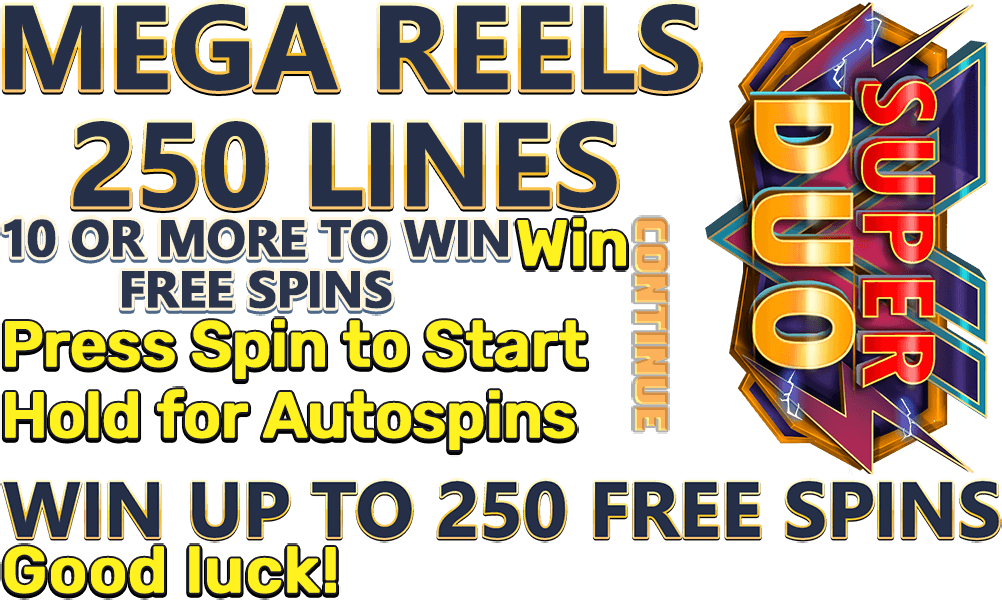 MEGA REELS
250 LINES
10 OR MORE TO WIN
FREE SPINS
Win
CONTINUE
SUPER
DUO
Press Spin to Start
Hold for Autospins
WIN UP TO 250 FREE SPINS
Good luck!